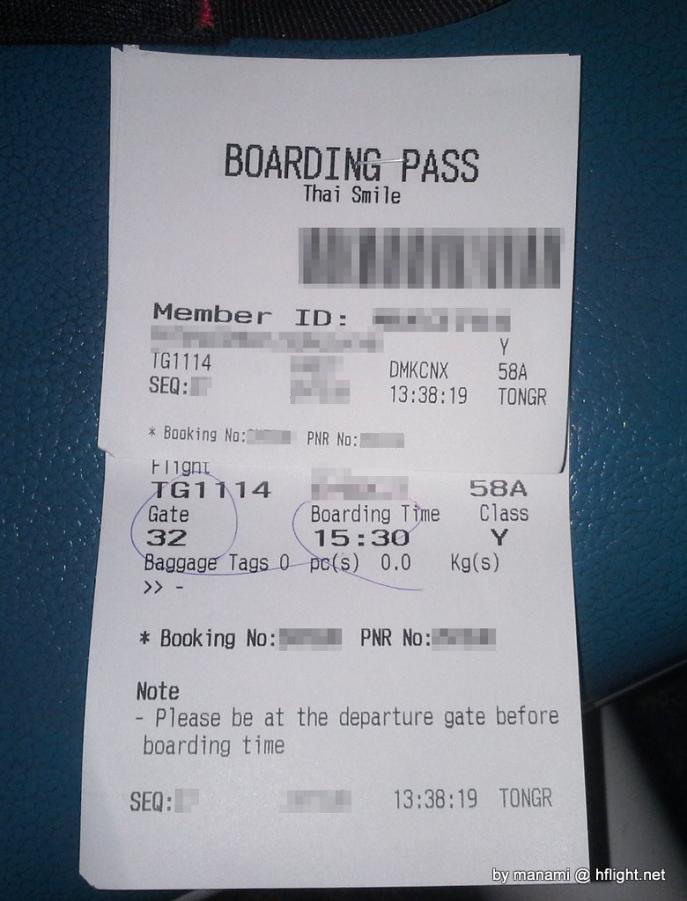 BOARDING PASS
Thai Smile
Member ID:
Y
TG1114 DMKCNX 58A
SEQ: 13:38:19 TONGR
* Booking No: PNR No:
Flight
TG1114 58A
Gate Boarding Time Class
32 15:30 Y
Baggage Tags 0 pc(s) 0.0 Kg(s)
>> -
* Booking No: PNR No:
Note
- Please be at the departure gate before
boarding time
SEQ: 13:38:19 TONGR
by manami @ hflight.net